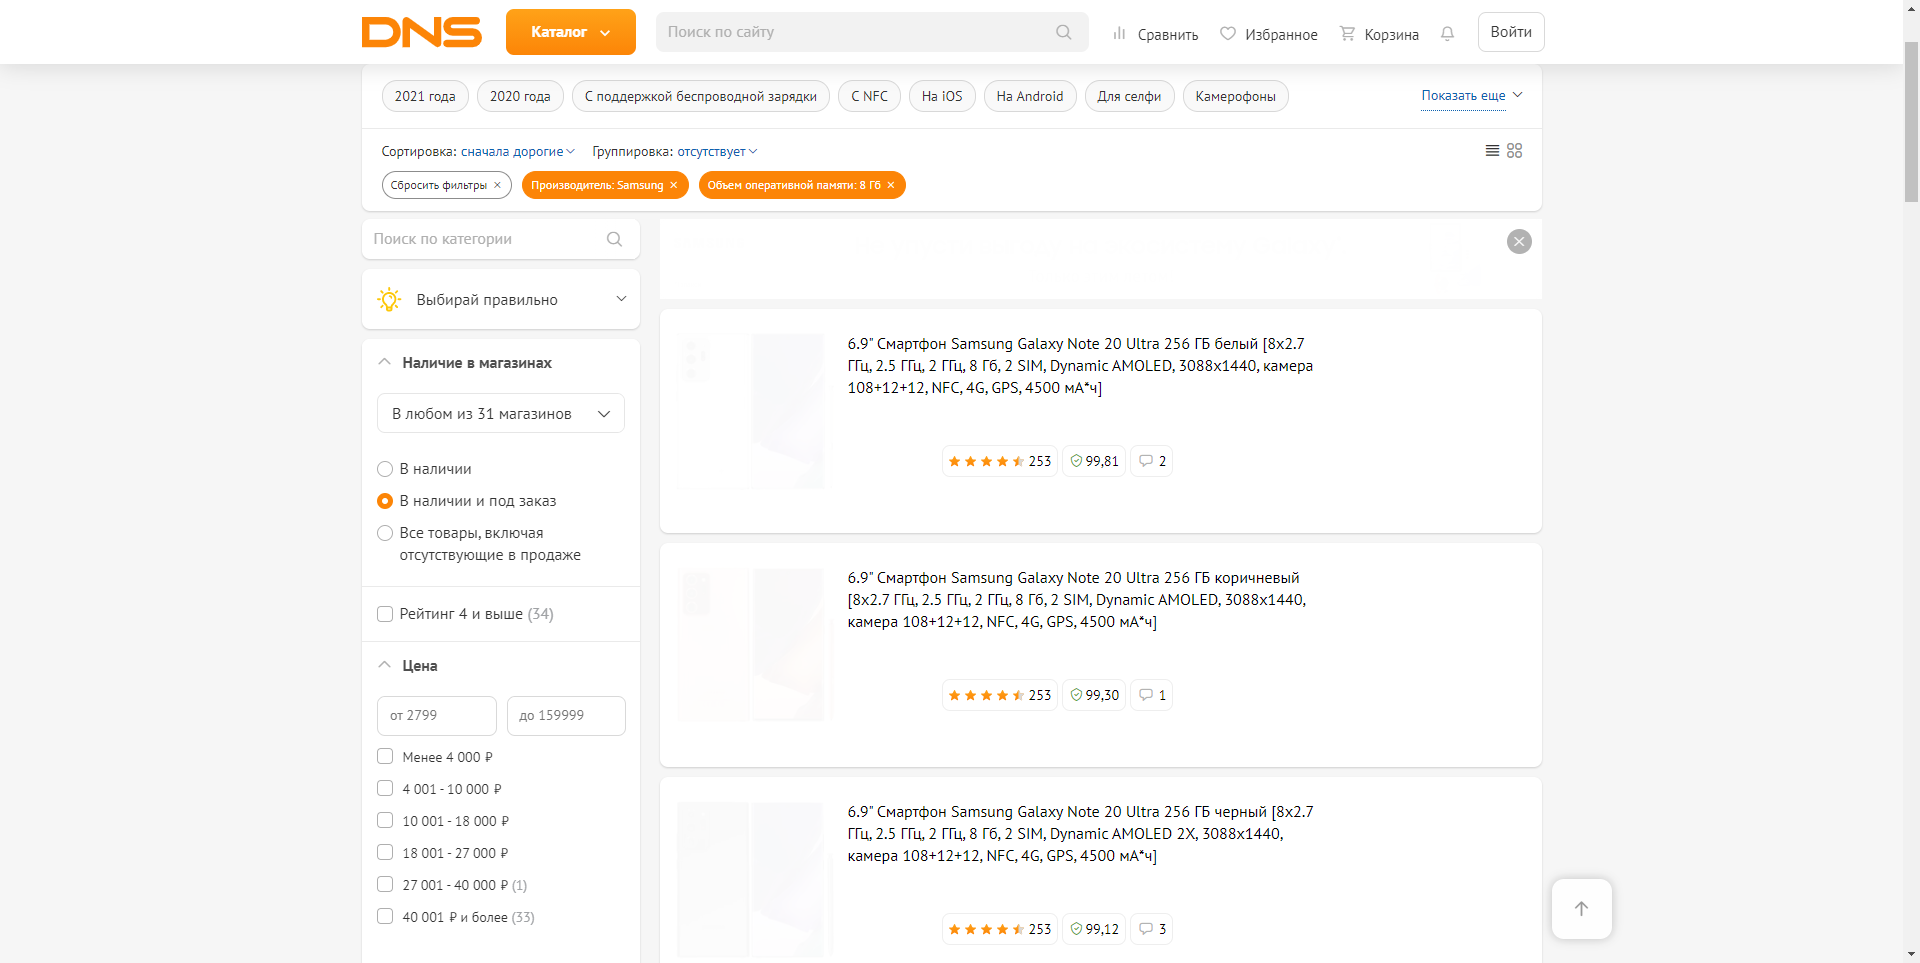 DNS
Каталог
Поиск по сайту
Сравнить
Избранное
Корзина
Войти
2021 года
2020 года
С поддержкой беспроводной зарядки
С NFC
На iOS
На Android
Для селфи
Камерофоны
Показать еще
Сортировка: сначала дорогие
Группировка: отсутствует
Сбросить фильтры
Производитель: Samsung
Объем оперативной памяти: 8 Гб
Поиск по категории
Выбирай правильно
Наличие в магазинах
В любом из 31 магазинов
В наличии
В наличии и под заказ
Все товары, включая
отсутствующие в продаже
Рейтинг 4 и выше (34)
Цена
от 2799
до 159999
Менее 4 000 ₽
4 001 - 10 000 ₽
10 001 - 18 000 ₽
18 001 - 27 000 ₽
27 001 - 40 000 ₽ (1)
40 001 ₽ и более (33)
6.9" Смартфон Samsung Galaxy Note 20 Ultra 256 ГБ белый [8x2.7
ГГц, 2.5 ГГц, 2 ГГц, 8 Гб, 2 SIM, Dynamic AMOLED, 3088x1440, камера
108+12+12, NFC, 4G, GPS, 4500 мА*ч]
253
99,81
2
6.9" Смартфон Samsung Galaxy Note 20 Ultra 256 ГБ коричневый
[8x2.7 ГГц, 2.5 ГГц, 2 ГГц, 8 Гб, 2 SIM, Dynamic AMOLED, 3088x1440,
камера 108+12+12, NFC, 4G, GPS, 4500 мА*ч]
253
99,30
1
6.9" Смартфон Samsung Galaxy Note 20 Ultra 256 ГБ черный [8x2.7
ГГц, 2.5 ГГц, 2 ГГц, 8 Гб, 2 SIM, Dynamic AMOLED 2X, 3088x1440,
камера 108+12+12, NFC, 4G, GPS, 4500 мА*ч]
253
99,12
3